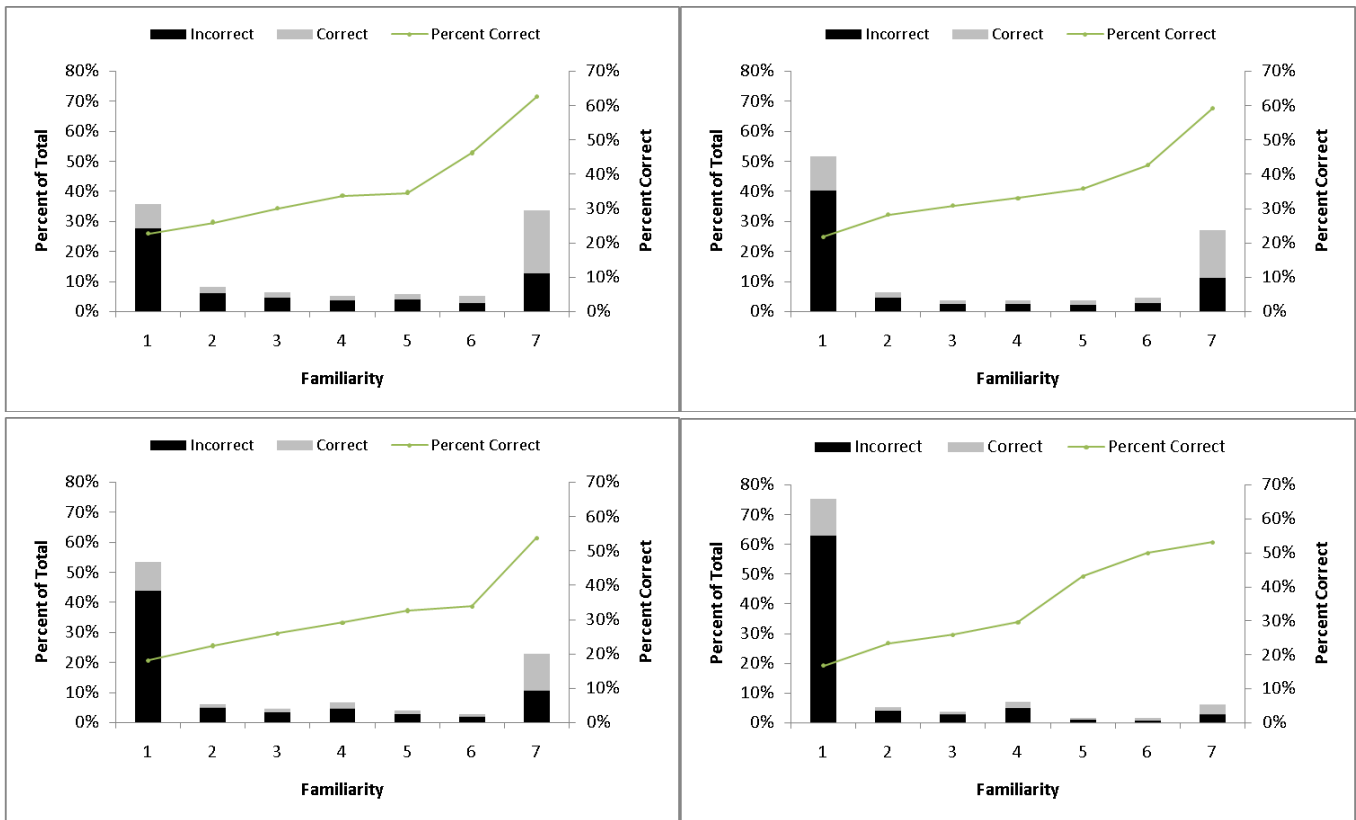 Incorrect Correct Percent Correct
80% 70%
70% 60%
60% 50%
50% 40%
40% 30%
30% 20%
20% 10%
10% 0%
0%
Percent of Total
Percent Correct
1 2 3 4 5 6 7
Familiarity
Incorrect Correct Percent Correct
80% 70%
70% 60%
60% 50%
50% 40%
40% 30%
30% 20%
20% 10%
10% 0%
0%
Percent of Total
Percent Correct
1 2 3 4 5 6 7
Familiarity
Incorrect Correct Percent Correct
80% 70%
70% 60%
60% 50%
50% 40%
40% 30%
30% 20%
20% 10%
10% 0%
0%
Percent of Total
Percent Correct
1 2 3 4 5 6 7
Familiarity
Incorrect Correct Percent Correct
80% 70%
70% 60%
60% 50%
50% 40%
40% 30%
30% 20%
20% 10%
10% 0%
0%
Percent of Total
Percent Correct
1 2 3 4 5 6 7
Familiarity